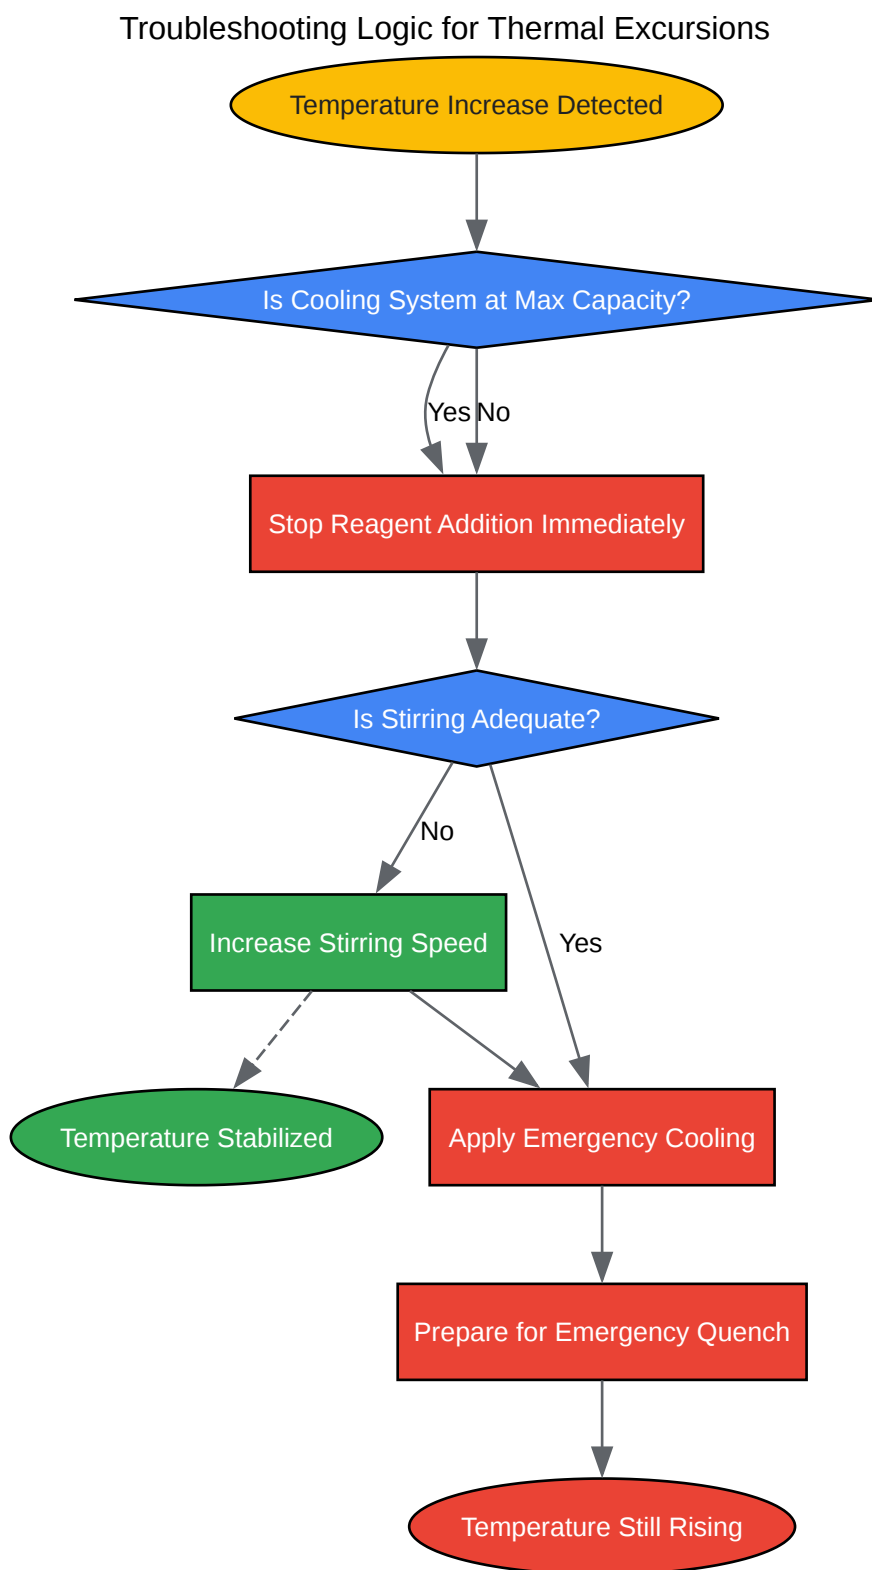 Troubleshooting Logic for Thermal Excursions
Temperature Increase Detected
Is Cooling System at Max Capacity?
Yes
No
Stop Reagent Addition Immediately
Is Stirring Adequate?
No
Increase Stirring Speed
Yes
Temperature Stabilized
Apply Emergency Cooling
Prepare for Emergency Quench
Temperature Still Rising